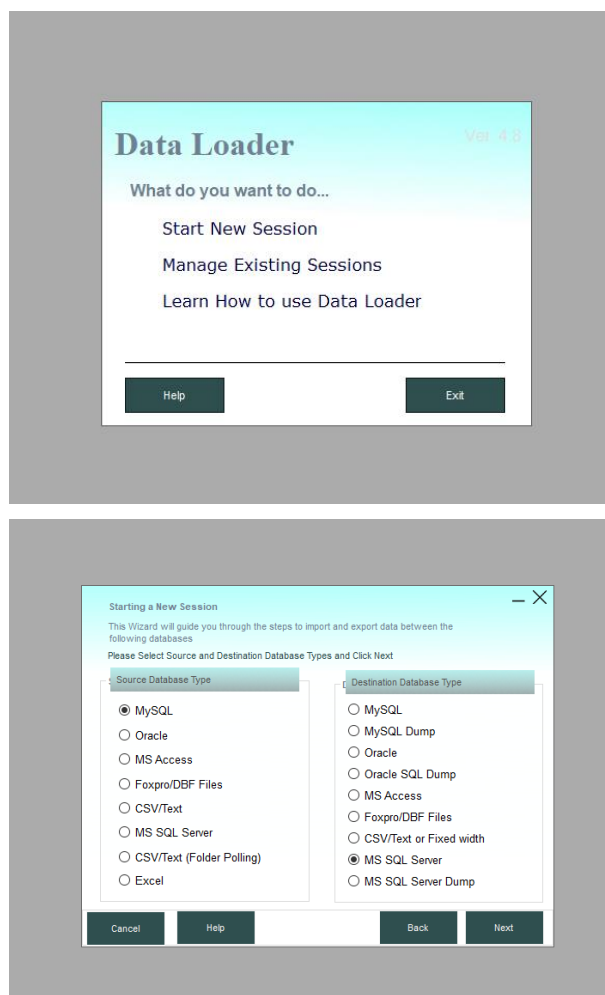 Data Loader
Ver 4.8
What do you want to do...
Start New Session
Manage Existing Sessions
Learn How to use Data Loader
Help
Exit
Starting a New Session
This Wizard will guide you through the steps to import and export data between the
following databases
Please Select Source and Destination Database Types and Click Next
Source Database Type
MySQL
Oracle
MS Access
Foxpro/DBF Files
CSV/Text
MS SQL Server
CSV/Text (Folder Polling)
Excel
Destination Database Type
MySQL
MySQL Dump
Oracle
Oracle SQL Dump
MS Access
Foxpro/DBF Files
CSV/Text or Fixed width
MS SQL Server
MS SQL Server Dump
Cancel
Help
Back
Next